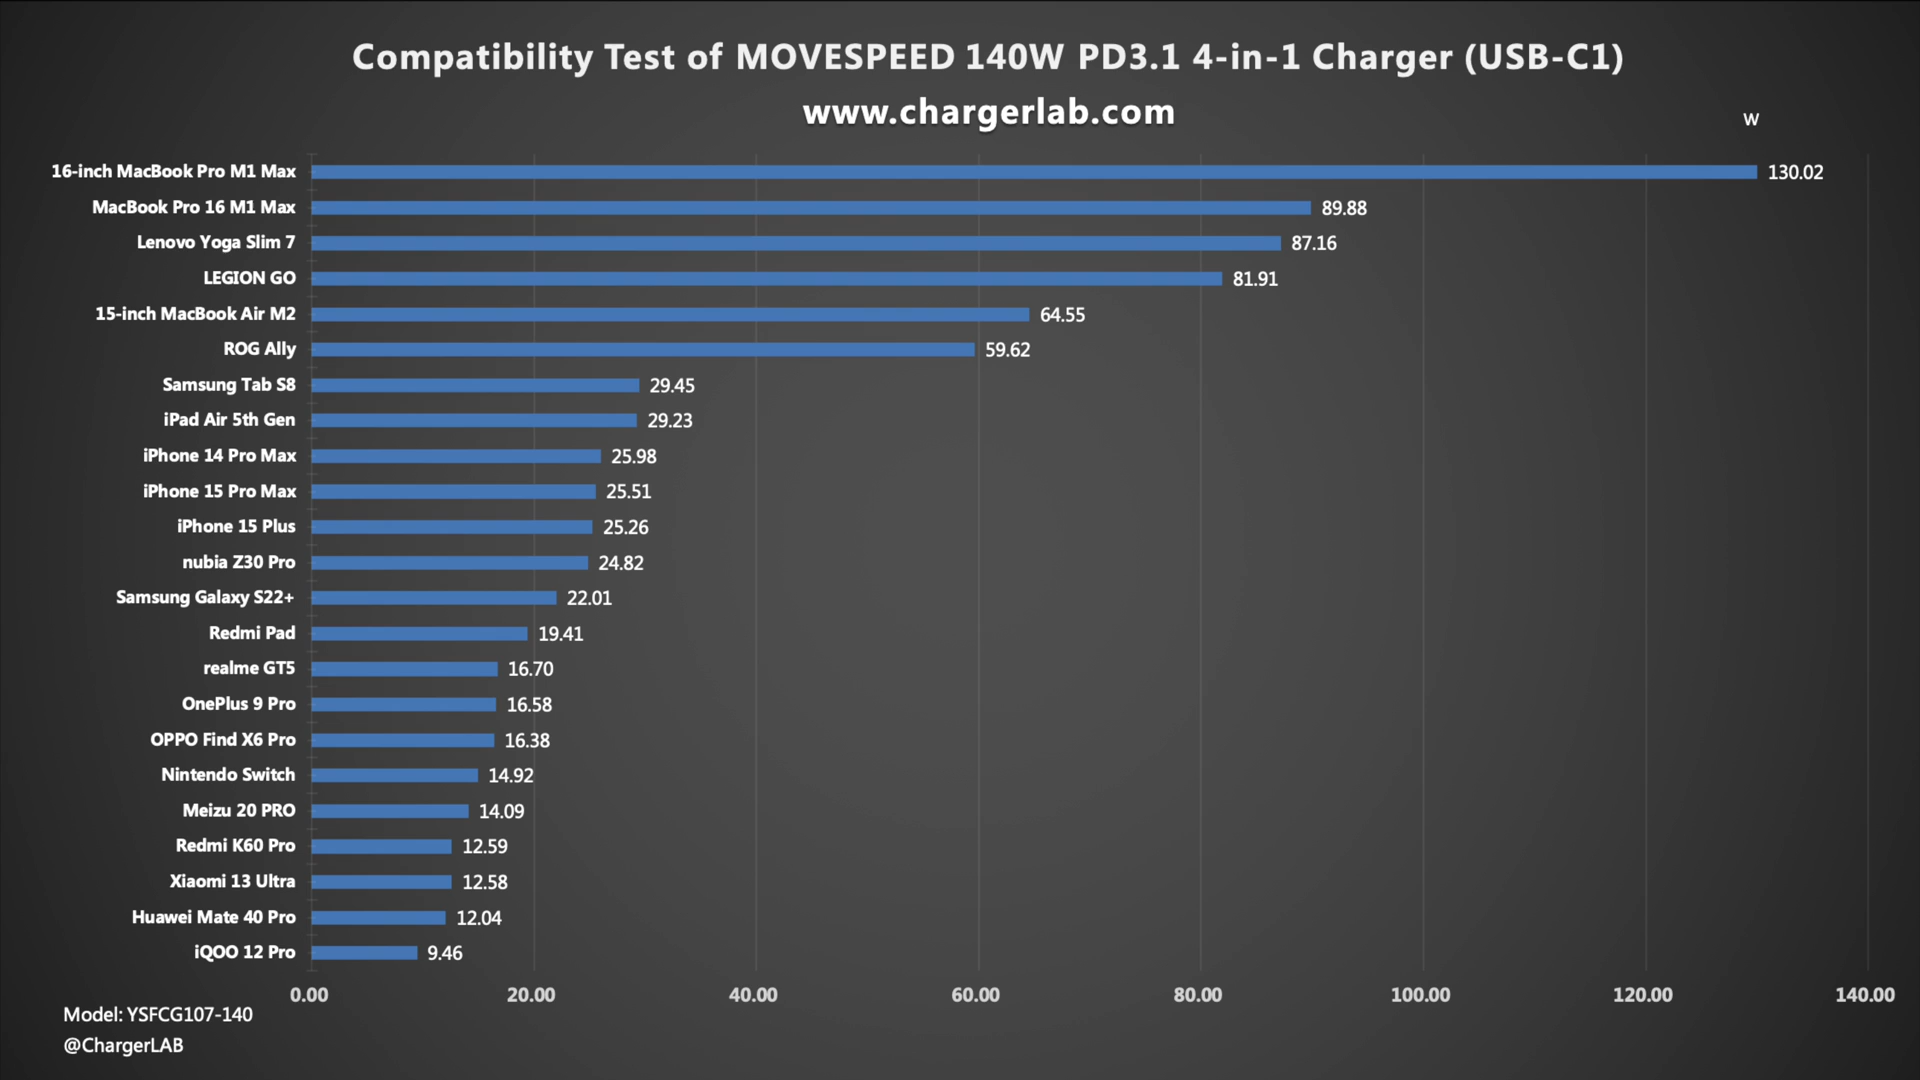 Compatibility Test of MOVESPEED 140W PD3.1 4-in-1 Charger (USB-C1)
www.chargerlab.com
W
16-inch MacBook Pro M1 Max 130.02
MacBook Pro 16 M1 Max 89.88
Lenovo Yoga Slim 7 87.16
LEGION GO 81.91
15-inch MacBook Air M2 64.55
ROG Ally 59.62
Samsung Tab S8 29.45
iPad Air 5th Gen 29.23
iPhone 14 Pro Max 25.98
iPhone 15 Pro Max 25.51
iPhone 15 Plus 25.26
nubia Z30 Pro 24.82
Samsung Galaxy S22+ 22.01
Redmi Pad 19.41
realme GT5 16.70
OnePlus 9 Pro 16.58
OPPO Find X6 Pro 16.38
Nintendo Switch 14.92
Meizu 20 PRO 14.09
Redmi K60 Pro 12.59
Xiaomi 13 Ultra 12.58
Huawei Mate 40 Pro 12.04
iQOO 12 Pro 9.46
0.00 20.00 40.00 60.00 80.00 100.00 120.00 140.00
Model: YSFCG107-140
@ChargerLAB